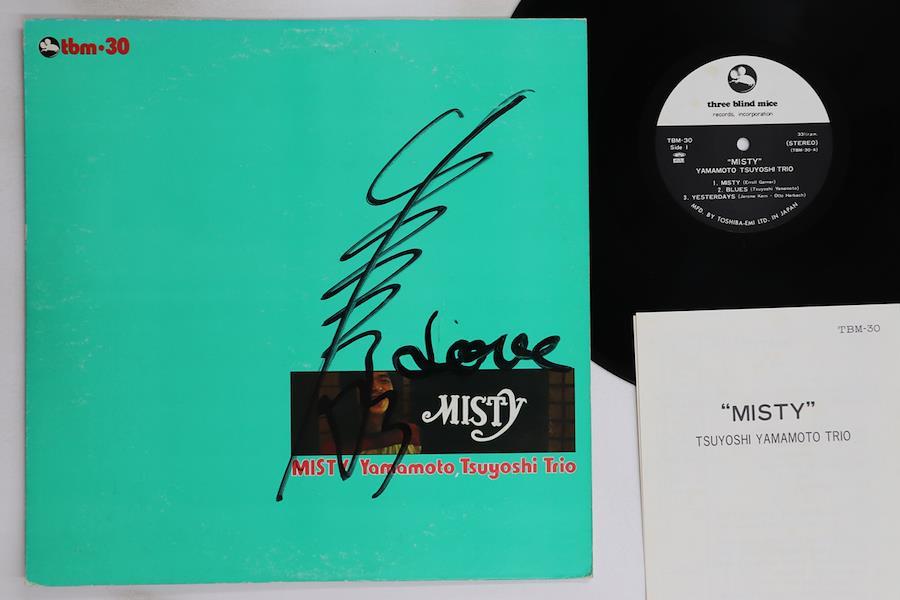 tbm•30
Love
MISTY
MISTY Yamamoto, Tsuyoshi Trio
three blind mice
records, incorporation
TBM-30
Side 1
33⅓ r.p.m.
(STEREO)
(TBM-30-A)
"MISTY"
YAMAMOTO TSUYOSHI TRIO
1. MISTY (Erroll Garner)
2. BLUES (Tsuyoshi Yamamoto)
3. YESTERDAYS (Jerome Kern - Otto Harbach)
MFD. BY TOSHIBA-EMI LTD. IN JAPAN
TBM-30
"MISTY"
TSUYOSHI YAMAMOTO TRIO